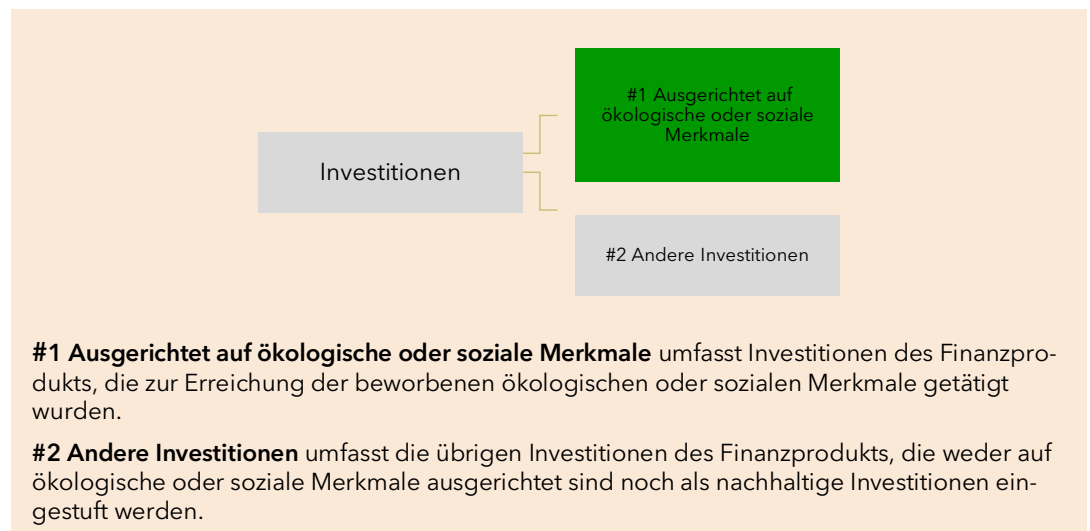 #1 Ausgerichtet auf
ökologische oder soziale
Merkmale
Investitionen
#2 Andere Investitionen
#1 Ausgerichtet auf ökologische oder soziale Merkmale umfasst Investitionen des Finanzpro-
dukts, die zur Erreichung der beworbenen ökologischen oder sozialen Merkmale getätigt
wurden.
#2 Andere Investitionen umfasst die übrigen Investitionen des Finanzprodukts, die weder auf
ökologische oder soziale Merkmale ausgerichtet sind noch als nachhaltige Investitionen ein-
gestuft werden.